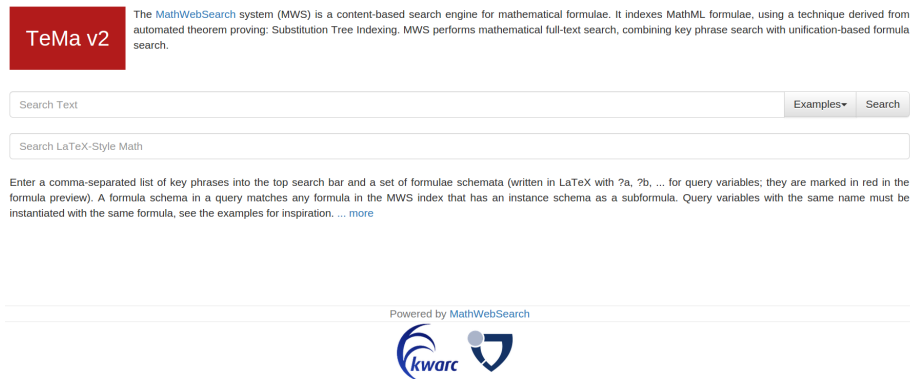 TeMa v2
The MathWebSearch system (MWS) is a content-based search engine for mathematical formulae. It indexes MathML formulae, using a technique derived from
automated theorem proving: Substitution Tree Indexing. MWS performs mathematical full-text search, combining key phrase search with unification-based formula
search.
Search Text
Examples
Search
Search LaTeX-Style Math
Enter a comma-separated list of key phrases into the top search bar and a set of formulae schemata (written in LaTeX with ?a, ?b, ... for query variables; they are marked in red in the
formula preview). A formula schema in a query matches any formula in the MWS index that has an instance schema as a subformula. Query variables with the same name must be
instantiated with the same formula, see the examples for inspiration. ... more
Powered by MathWebSearch
kwarc